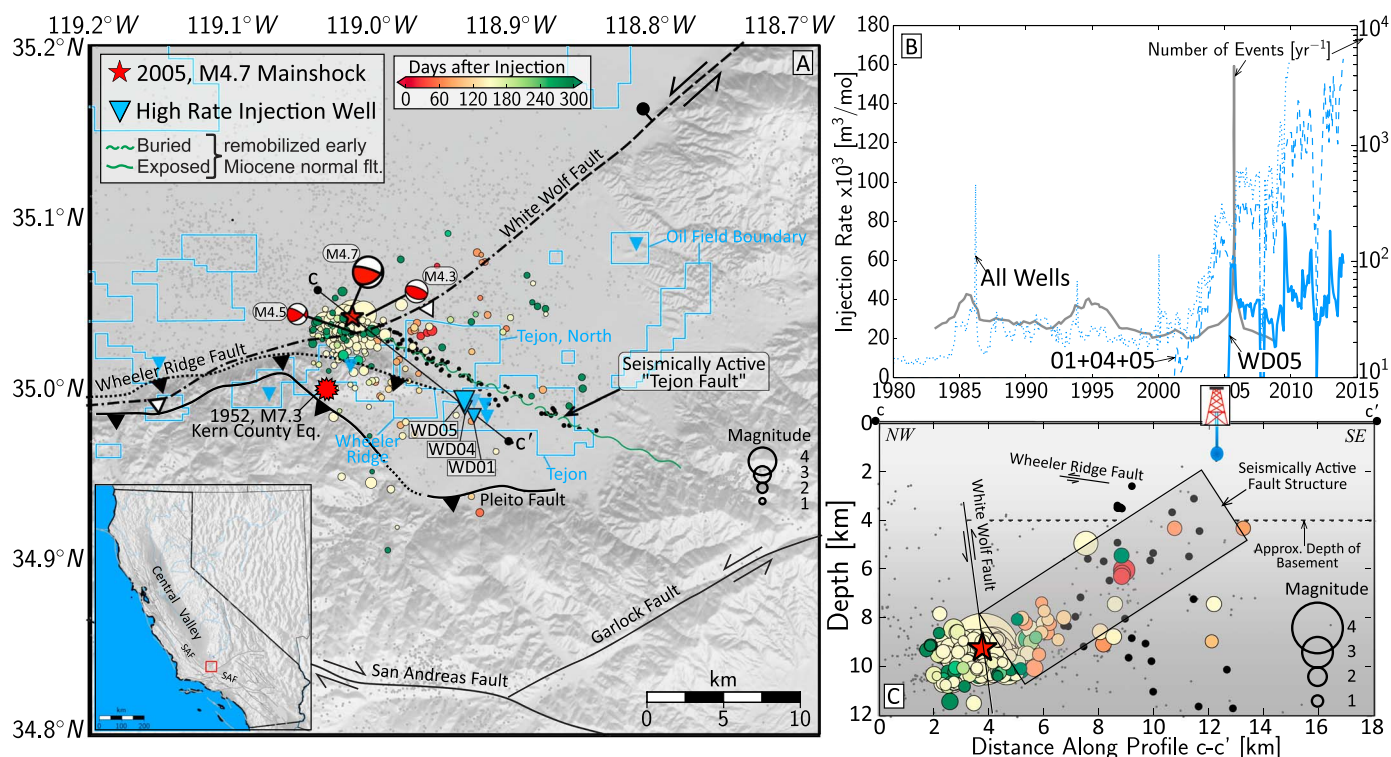 119.2° W 119.1° W 119.0° W 118.9° W 118.8° W 118.7° W
35.2° N
35.1° N
35.0° N
34.9° N
34.8° N
A
2005, M4.7 Mainshock
High Rate Injection Well
Buried
Exposed
remobilized early
Miocene normal flt.
Days after Injection
0 60 120 180 240 300
White Wolf Fault
Oil Field Boundary
M4.7
M4.3
M4.5
c
Tejon, North
Wheeler Ridge Fault
Seismically Active
"Tejon Fault"
1952, M7.3
Kern County Eq.
Wheeler
Ridge
WD05
WD04
WD01
c'
Tejon
Pleito Fault
Magnitude
4
3
2
1
Garlock Fault
San Andreas Fault
km
0 5 10
Central Valley
SAF
SAF
km
0 100 200
B
Injection Rate x10³ [m³/mo]
180
160
140
120
100
80
60
40
20
0
Number of Events [yr⁻¹]
10⁴
10³
10²
10¹
All Wells
01+04+05
WD05
1980 1985 1990 1995 2000 2005 2010 2015
c c'
NW SE
C
Depth [km]
0
2
4
6
8
10
12
Wheeler Ridge Fault
White Wolf Fault
Seismically Active
Fault Structure
Approx. Depth of
Basement
Magnitude
4
3
2
1
0 2 4 6 8 10 12 14 16 18
Distance Along Profile c-c' [km]